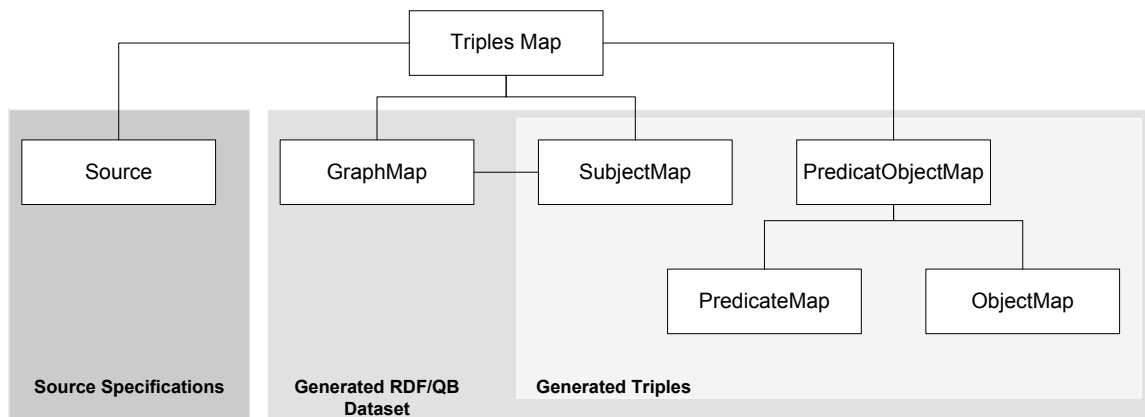 Triples Map
Source
GraphMap
SubjectMap
PredicatObjectMap
PredicateMap
ObjectMap
Source Specifications
Generated RDF/QB
Dataset
Generated Triples